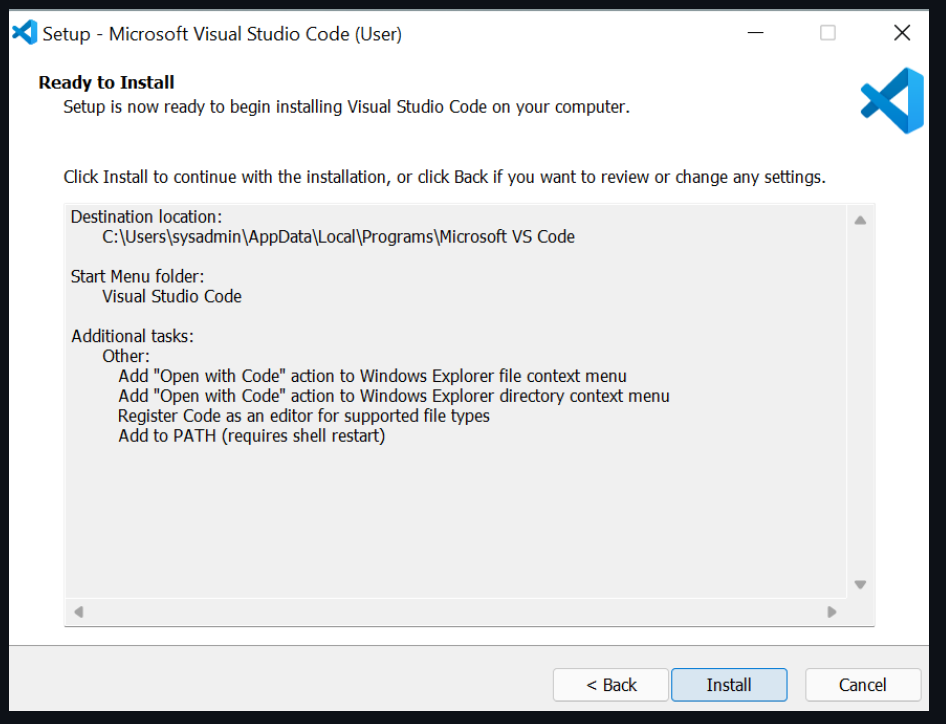 Setup - Microsoft Visual Studio Code (User)
Ready to Install
Setup is now ready to begin installing Visual Studio Code on your computer.
Click Install to continue with the installation, or click Back if you want to review or change any settings.
Destination location:
C:\Users\sysadmin\AppData\Local\Programs\Microsoft VS Code
Start Menu folder:
Visual Studio Code
Additional tasks:
Other:
Add "Open with Code" action to Windows Explorer file context menu
Add "Open with Code" action to Windows Explorer directory context menu
Register Code as an editor for supported file types
Add to PATH (requires shell restart)
< Back
Install
Cancel